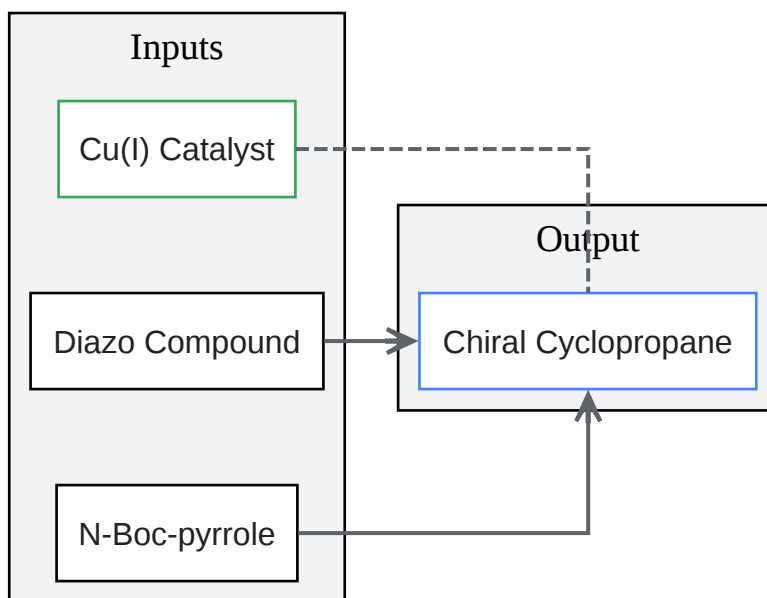 Inputs
Cu(I) Catalyst
Output
Diazo Compound
Chiral Cyclopropane
N-Boc-pyrrole